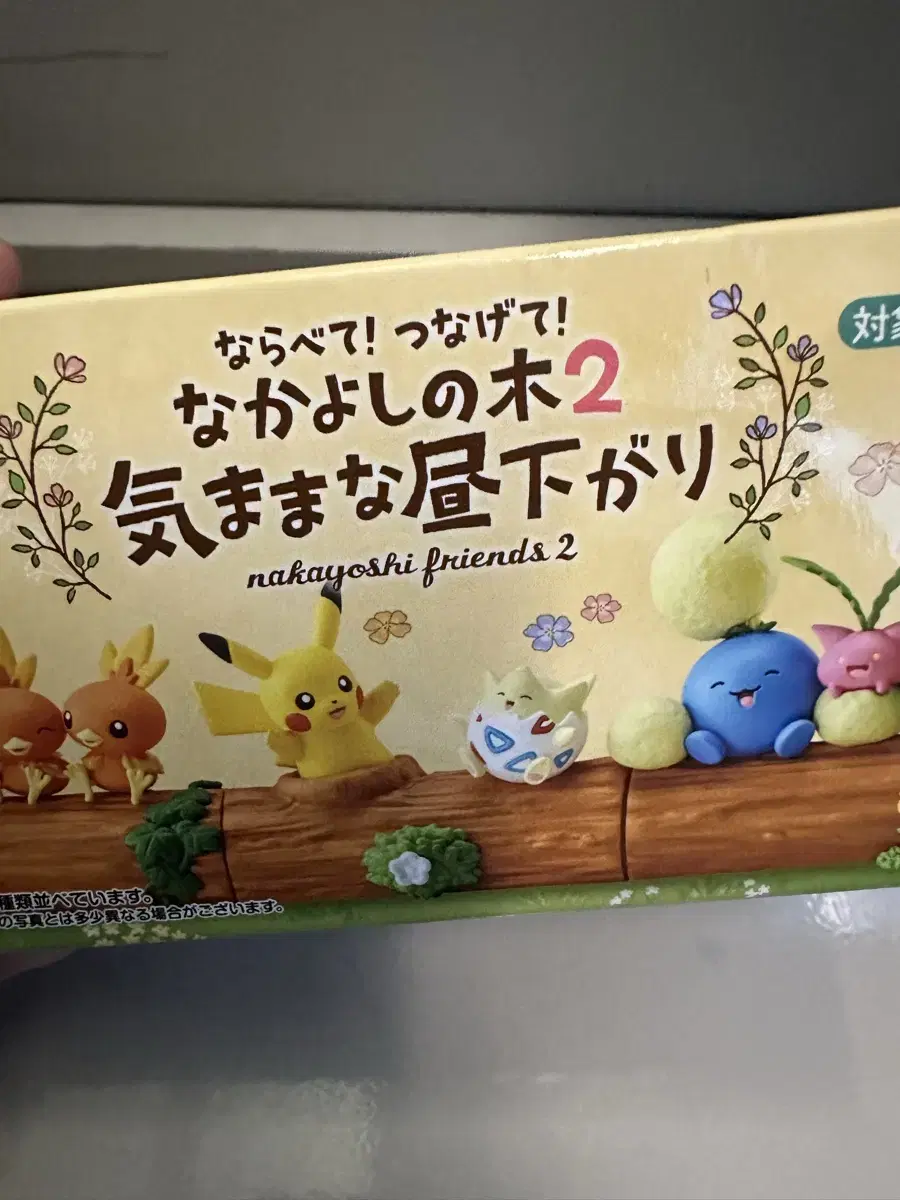 ならべて! つなげて!
なかよしの木2
気ままな昼下がり
nakayoshi friends 2
対象
種類並べています。
の写真とは多少異なる場合がございます。